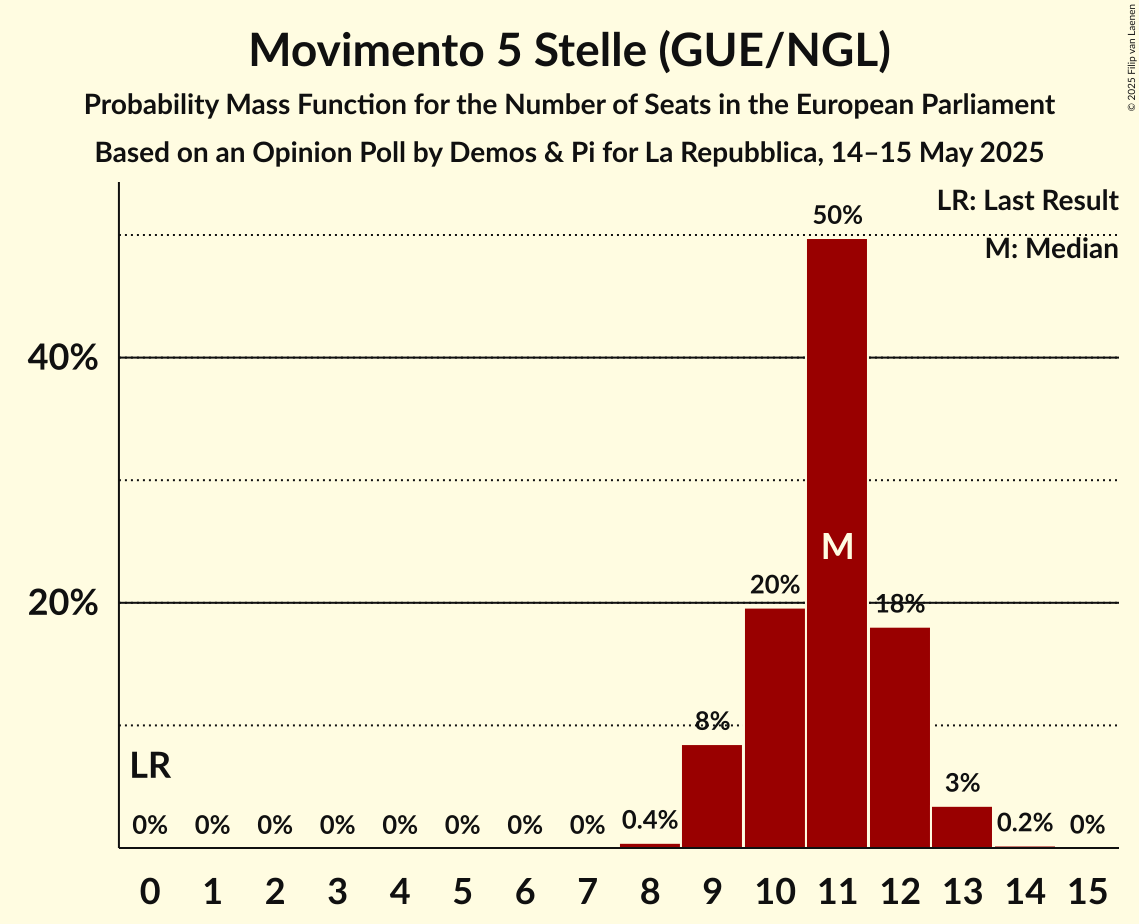 Movimento 5 Stelle (GUE/NGL)
Probability Mass Function for the Number of Seats in the European Parliament
Based on an Opinion Poll by Demos & Pi for La Repubblica, 14–15 May 2025
© 2025 Filip van Laenen
LR: Last Result
M: Median
50%
40%
M
20%
20%
18%
8%
LR
3%
0% 0% 0% 0% 0% 0% 0% 0% 0.4% 0.2% 0%
0 1 2 3 4 5 6 7 8 9 10 11 12 13 14 15